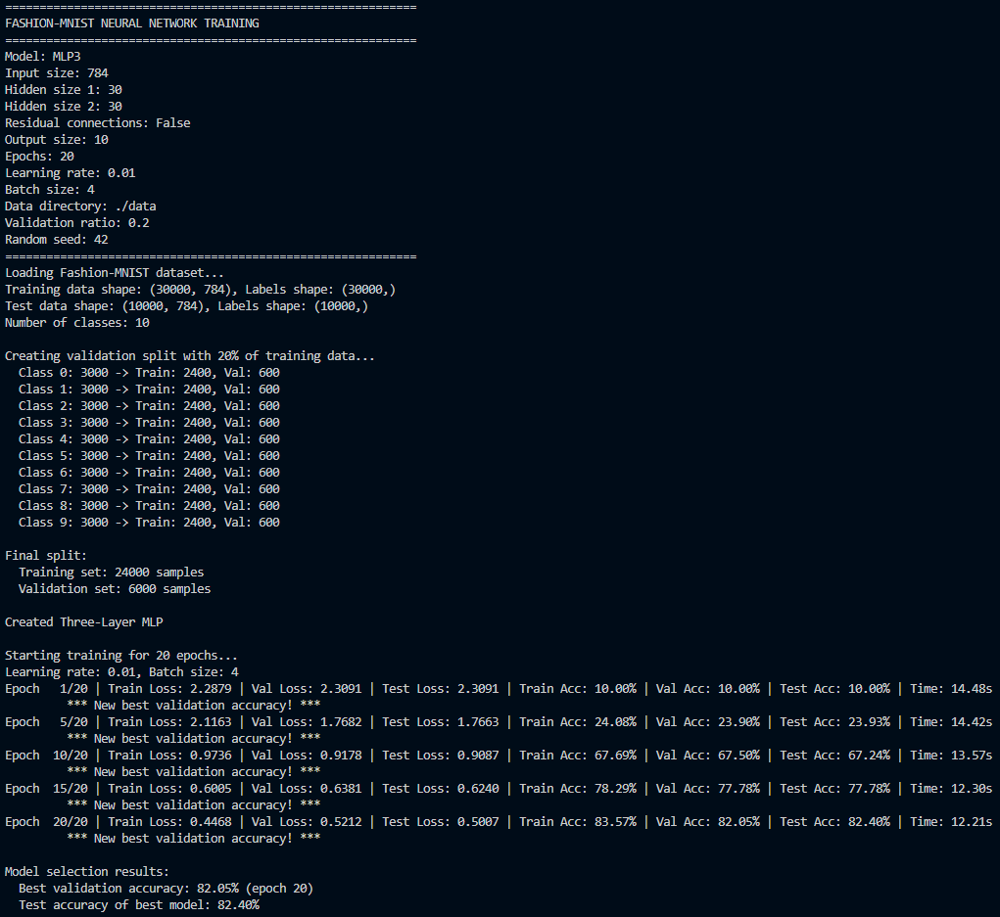 ============================================================
FASHION-MNIST NEURAL NETWORK TRAINING
============================================================
Model: MLP3
Input size: 784
Hidden size 1: 30
Hidden size 2: 30
Residual connections: False
Output size: 10
Epochs: 20
Learning rate: 0.01
Batch size: 4
Data directory: ./data
Validation ratio: 0.2
Random seed: 42
============================================================
Loading Fashion-MNIST dataset...
Training data shape: (30000, 784), Labels shape: (30000,)
Test data shape: (10000, 784), Labels shape: (10000,)
Number of classes: 10

Creating validation split with 20% of training data...
  Class 0: 3000 -> Train: 2400, Val: 600
  Class 1: 3000 -> Train: 2400, Val: 600
  Class 2: 3000 -> Train: 2400, Val: 600
  Class 3: 3000 -> Train: 2400, Val: 600
  Class 4: 3000 -> Train: 2400, Val: 600
  Class 5: 3000 -> Train: 2400, Val: 600
  Class 6: 3000 -> Train: 2400, Val: 600
  Class 7: 3000 -> Train: 2400, Val: 600
  Class 8: 3000 -> Train: 2400, Val: 600
  Class 9: 3000 -> Train: 2400, Val: 600

Final split:
  Training set: 24000 samples
  Validation set: 6000 samples

Created Three-Layer MLP

Starting training for 20 epochs...
Learning rate: 0.01, Batch size: 4
Epoch   1/20 | Train Loss: 2.2879 | Val Loss: 2.3091 | Test Loss: 2.3091 | Train Acc: 10.00% | Val Acc: 10.00% | Test Acc: 10.00% | Time: 14.48s
         *** New best validation accuracy! ***
Epoch   5/20 | Train Loss: 2.1163 | Val Loss: 1.7682 | Test Loss: 1.7663 | Train Acc: 24.08% | Val Acc: 23.90% | Test Acc: 23.93% | Time: 14.42s
         *** New best validation accuracy! ***
Epoch  10/20 | Train Loss: 0.9736 | Val Loss: 0.9178 | Test Loss: 0.9087 | Train Acc: 67.69% | Val Acc: 67.50% | Test Acc: 67.24% | Time: 13.57s
         *** New best validation accuracy! ***
Epoch  15/20 | Train Loss: 0.6005 | Val Loss: 0.6381 | Test Loss: 0.6240 | Train Acc: 78.29% | Val Acc: 77.78% | Test Acc: 77.78% | Time: 12.30s
         *** New best validation accuracy! ***
Epoch  20/20 | Train Loss: 0.4468 | Val Loss: 0.5212 | Test Loss: 0.5007 | Train Acc: 83.57% | Val Acc: 82.05% | Test Acc: 82.40% | Time: 12.21s
         *** New best validation accuracy! ***

Model selection results:
  Best validation accuracy: 82.05% (epoch 20)
  Test accuracy of best model: 82.40%